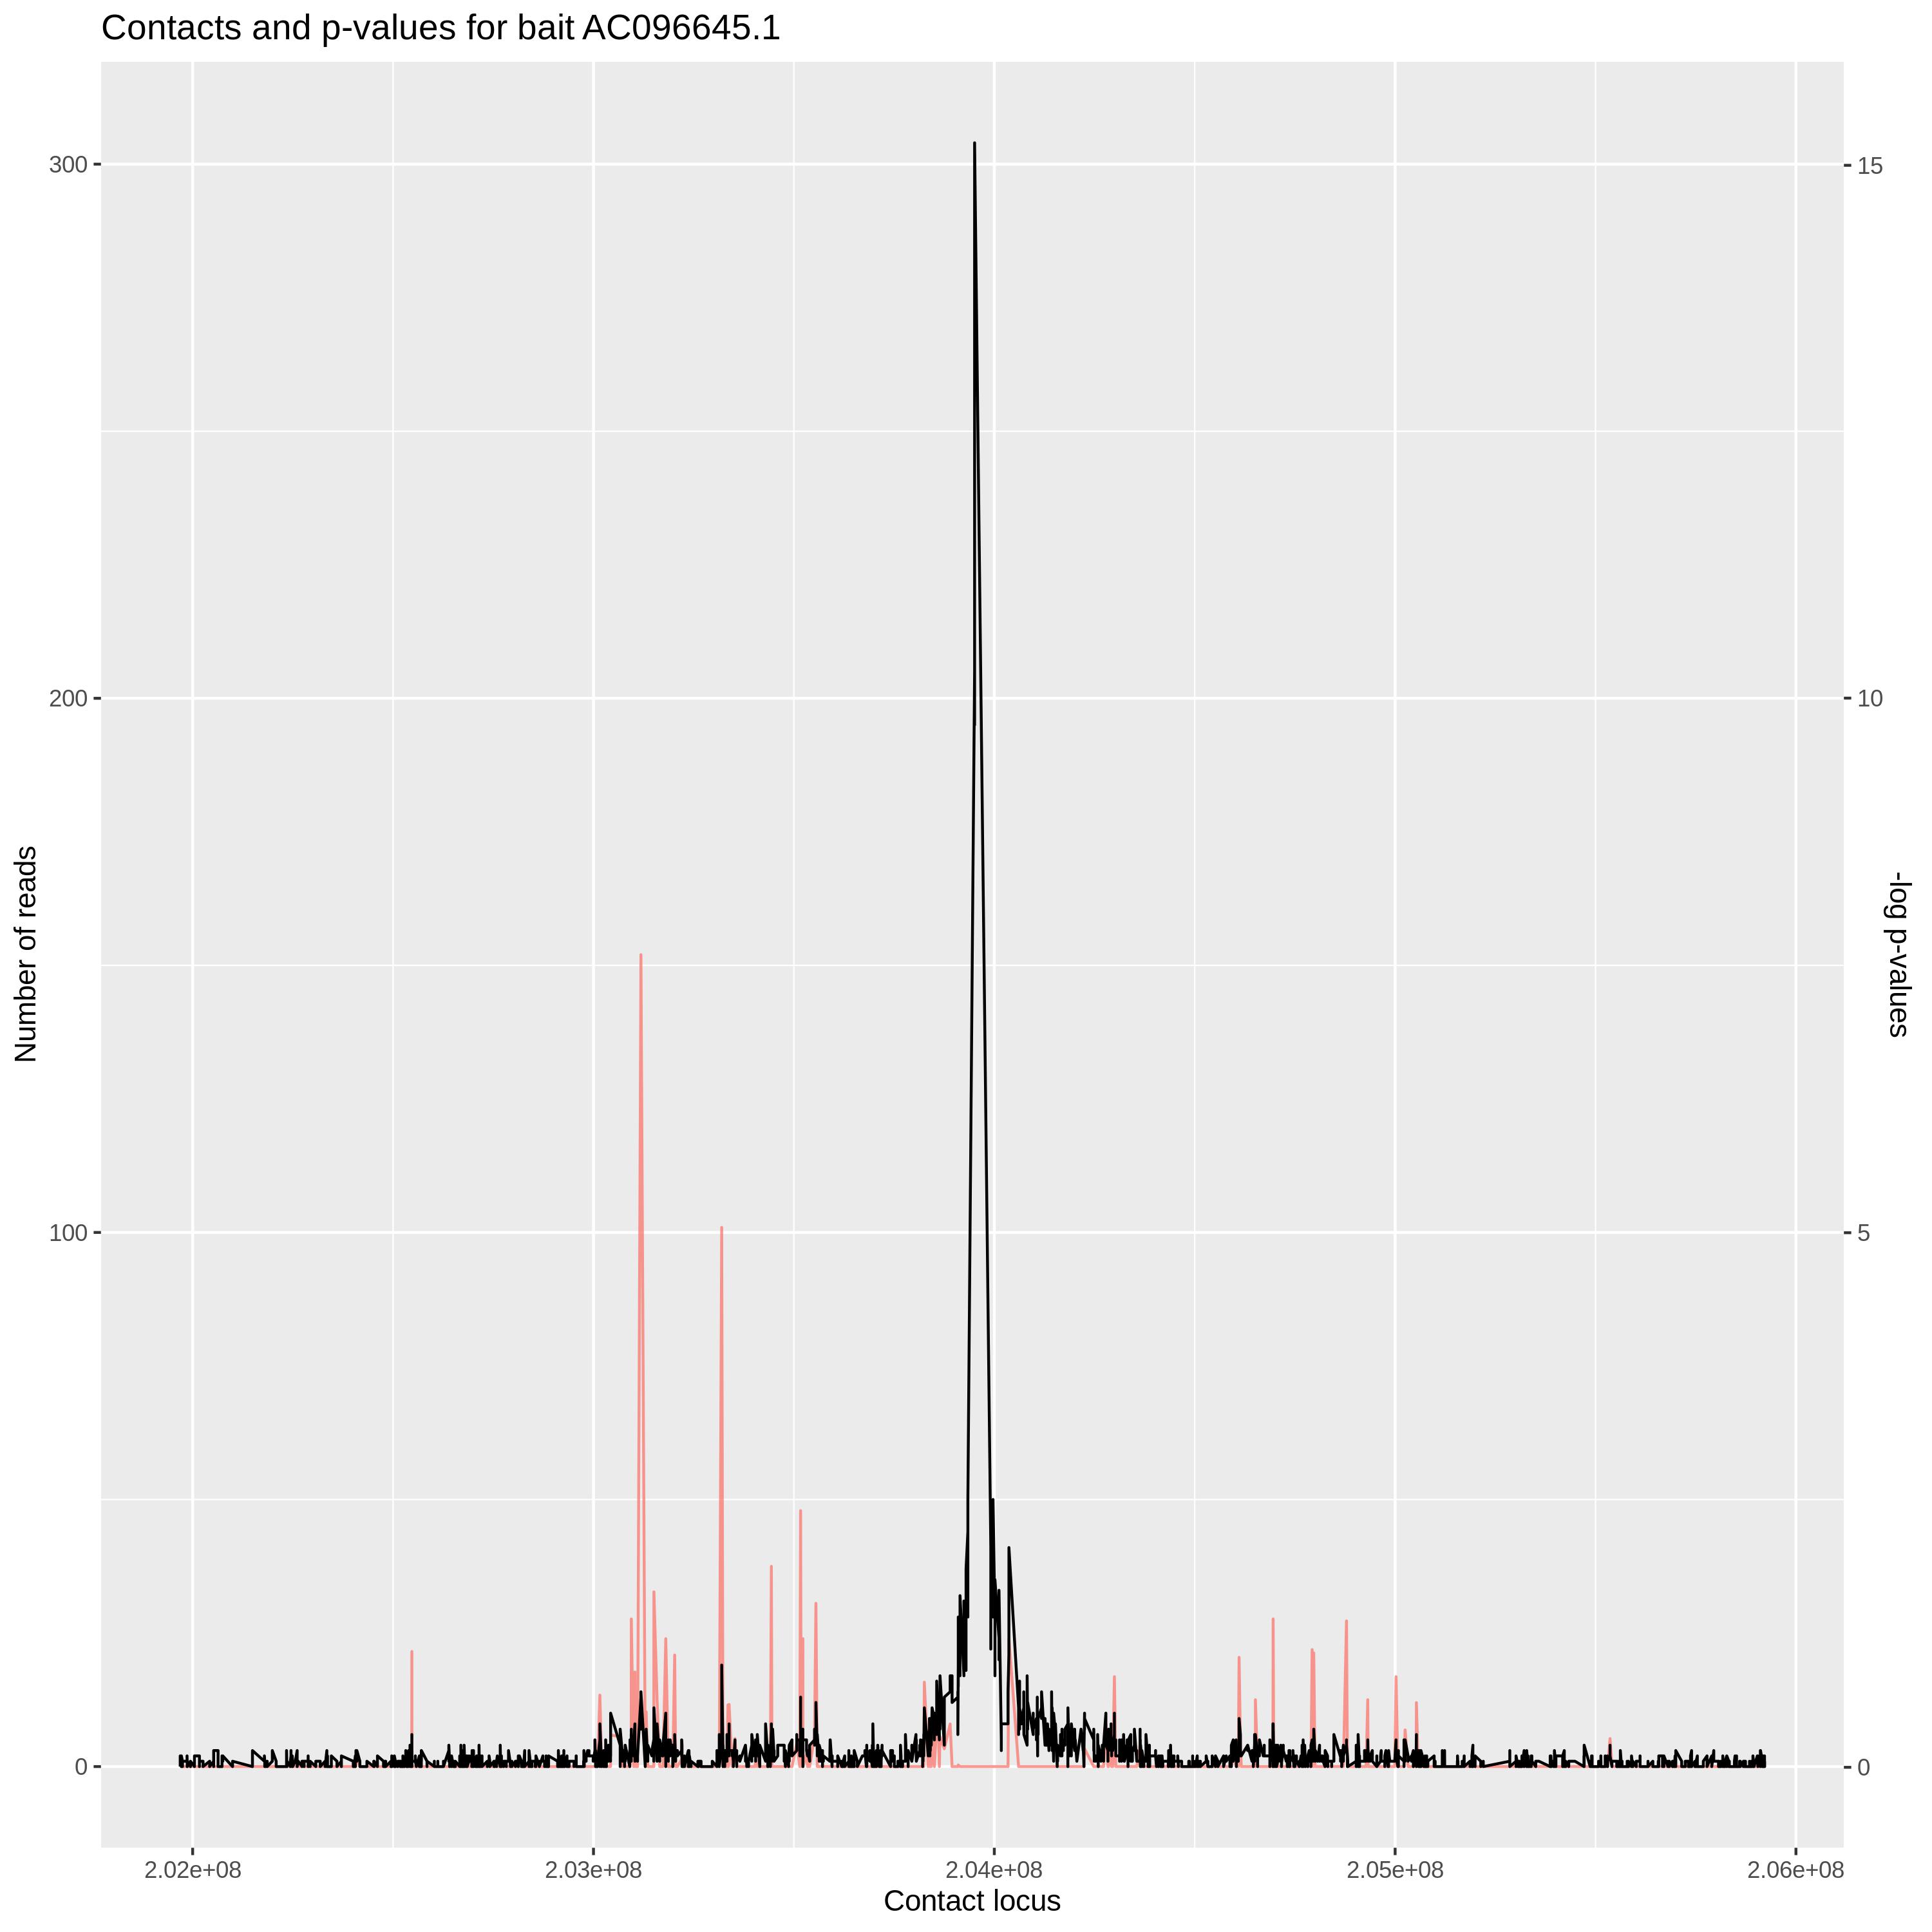 Contacts and p-values for bait AC096645.1
300
200
100
0
Number of reads
15
10
5
0
-log p-values
2.02e+08
2.03e+08
2.04e+08
2.05e+08
2.06e+08
Contact locus